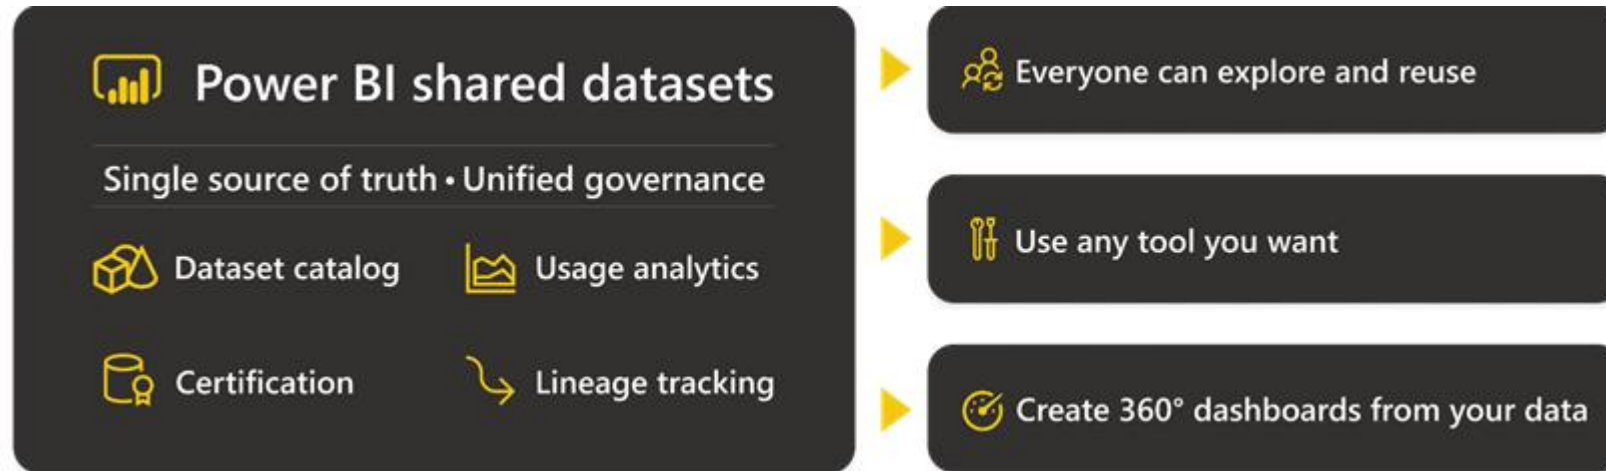 Power BI shared datasets
Single source of truth • Unified governance
Dataset catalog
Usage analytics
Certification
Lineage tracking
Everyone can explore and reuse
Use any tool you want
Create 360° dashboards from your data